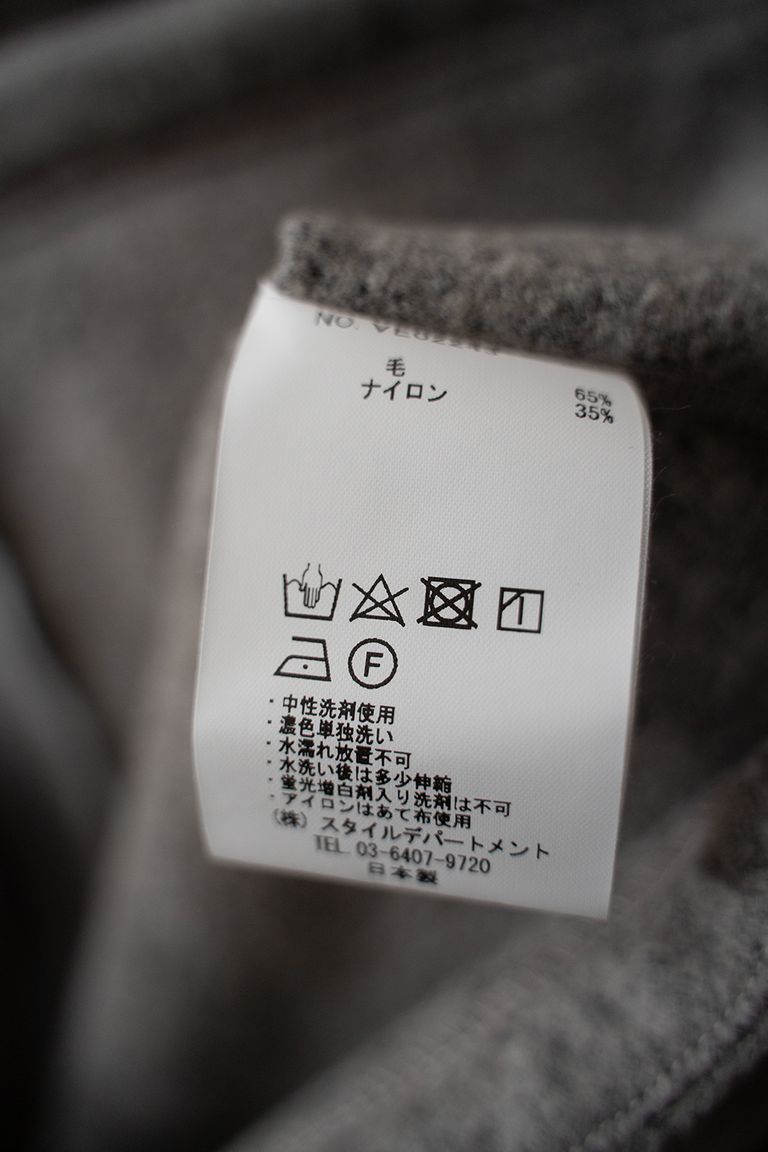 NO.
毛 65%
ナイロン 35%
F
・中性洗剤使用
・濃色単独洗い
・水濡れ放置不可
・水洗い後は多少伸縮
・蛍光増白剤入り洗剤は不可
・アイロンはあて布使用
(株) スタイルデパートメント
TEL. 03-6407-9720
日本製